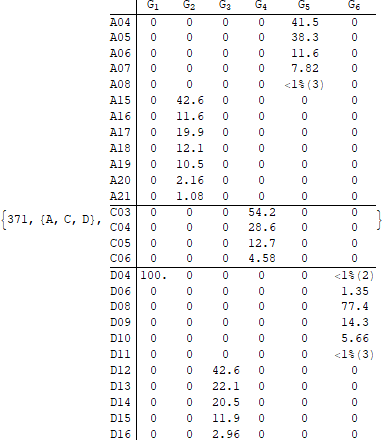 G1 G2 G3 G4 G5 G6
A04 0 0 0 0 41.5 0
A05 0 0 0 0 38.3 0
A06 0 0 0 0 11.6 0
A07 0 0 0 0 7.82 0
A08 0 0 0 0 <1%(3) 0
A15 0 42.6 0 0 0 0
A16 0 11.6 0 0 0 0
A17 0 19.9 0 0 0 0
A18 0 12.1 0 0 0 0
A19 0 10.5 0 0 0 0
A20 0 2.16 0 0 0 0
A21 0 1.08 0 0 0 0
{371, {A, C, D}, C03 0 0 0 54.2 0 0 }
C04 0 0 0 28.6 0 0
C05 0 0 0 12.7 0 0
C06 0 0 0 4.58 0 0
D04 100. 0 0 0 0 <1%(2)
D06 0 0 0 0 0 1.35
D08 0 0 0 0 0 77.4
D09 0 0 0 0 0 14.3
D10 0 0 0 0 0 5.66
D11 0 0 0 0 0 <1%(3)
D12 0 0 42.6 0 0 0
D13 0 0 22.1 0 0 0
D14 0 0 20.5 0 0 0
D15 0 0 11.9 0 0 0
D16 0 0 2.96 0 0 0